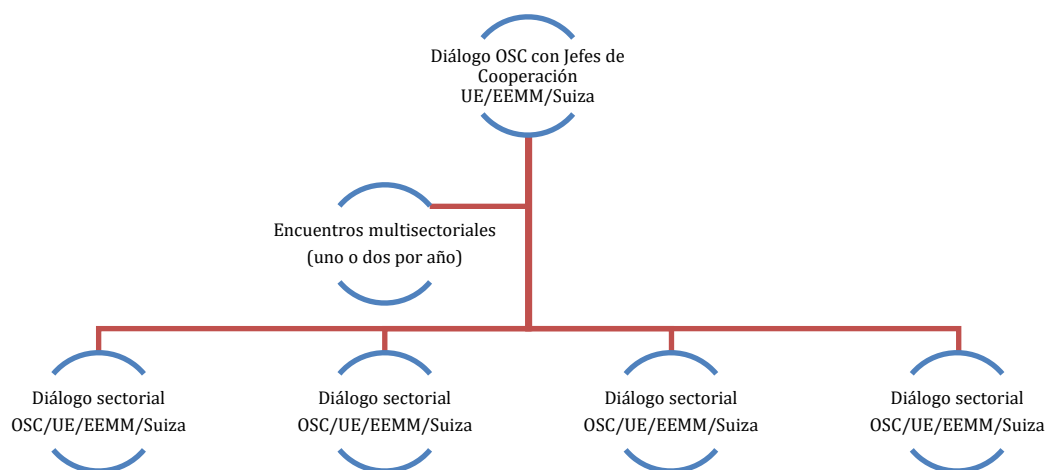 Diálogo OSC con Jefes de
Cooperación
UE/EEMM/Suiza
Encuentros multisectoriales
(uno o dos por año)
Diálogo sectorial
OSC/UE/EEMM/Suiza
Diálogo sectorial
OSC/UE/EEMM/Suiza
Diálogo sectorial
OSC/UE/EEMM/Suiza
Diálogo sectorial
OSC/UE/EEMM/Suiza